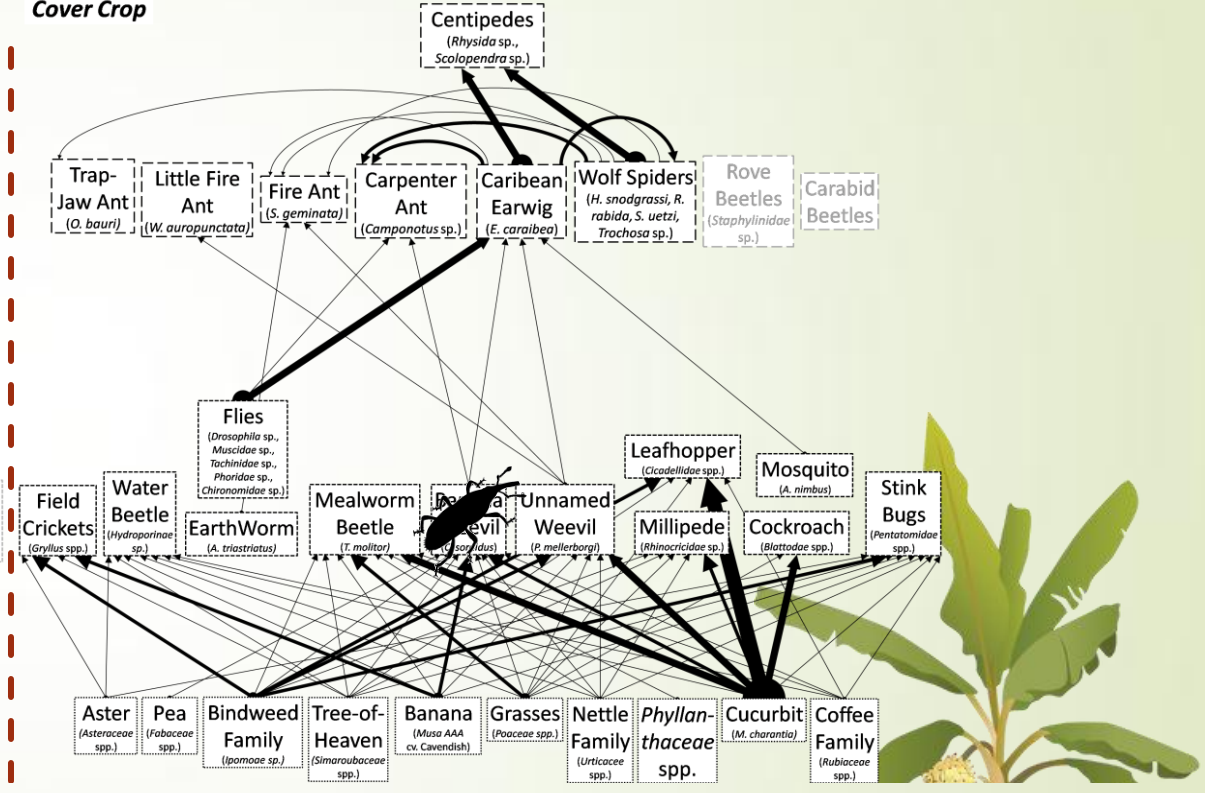 Cover Crop
Centipedes
(Rhysida sp.,
Scolopendra sp.)
Trap-
Jaw Ant
(O. bauri)
Little Fire
Ant
(W. auropunctata)
Fire Ant
(S. geminata)
Carpenter
Ant
(Camponotus sp.)
Caribean
Earwig
(E. caraibea)
Wolf Spiders
(H. snodgrassi, R.
rabida, S. uetzi,
Trochosa sp.)
Rove
Beetles
(Staphylinidae
sp.)
Carabid
Beetles
Flies
(Drosophila sp.,
Muscidae sp.,
Tachinidae sp.,
Phoridae sp.,
Chironomidae sp.)
Leafhopper
(Cicadellidae spp.)
Mosquito
(A. nimbus)
Field
Crickets
(Gryllus spp.)
Water
Beetle
(Hydroporinae
sp.)
EarthWorm
(A. triastriatus)
Mealworm
Beetle
(T. molitor)
Unnamed
Weevil
(P. mellerborgi)
Millipede
(Rhinocricidae sp.)
Cockroach
(Blattodae spp.)
Stink
Bugs
(Pentatomidae
spp.)
Aster
(Asteraceae
spp.)
Pea
(Fabaceae
spp.)
Bindweed
Family
(Ipomoae sp.)
Tree-of-
Heaven
(Simaroubaceae
spp.)
Banana
(Musa AAA
cv. Cavendish)
Grasses
(Poaceae spp.)
Nettle
Family
(Urticacee
spp.)
Phyllan-
thaceae
spp.
Cucurbit
(M. charantia)
Coffee
Family
(Rubiaceae
spp.)